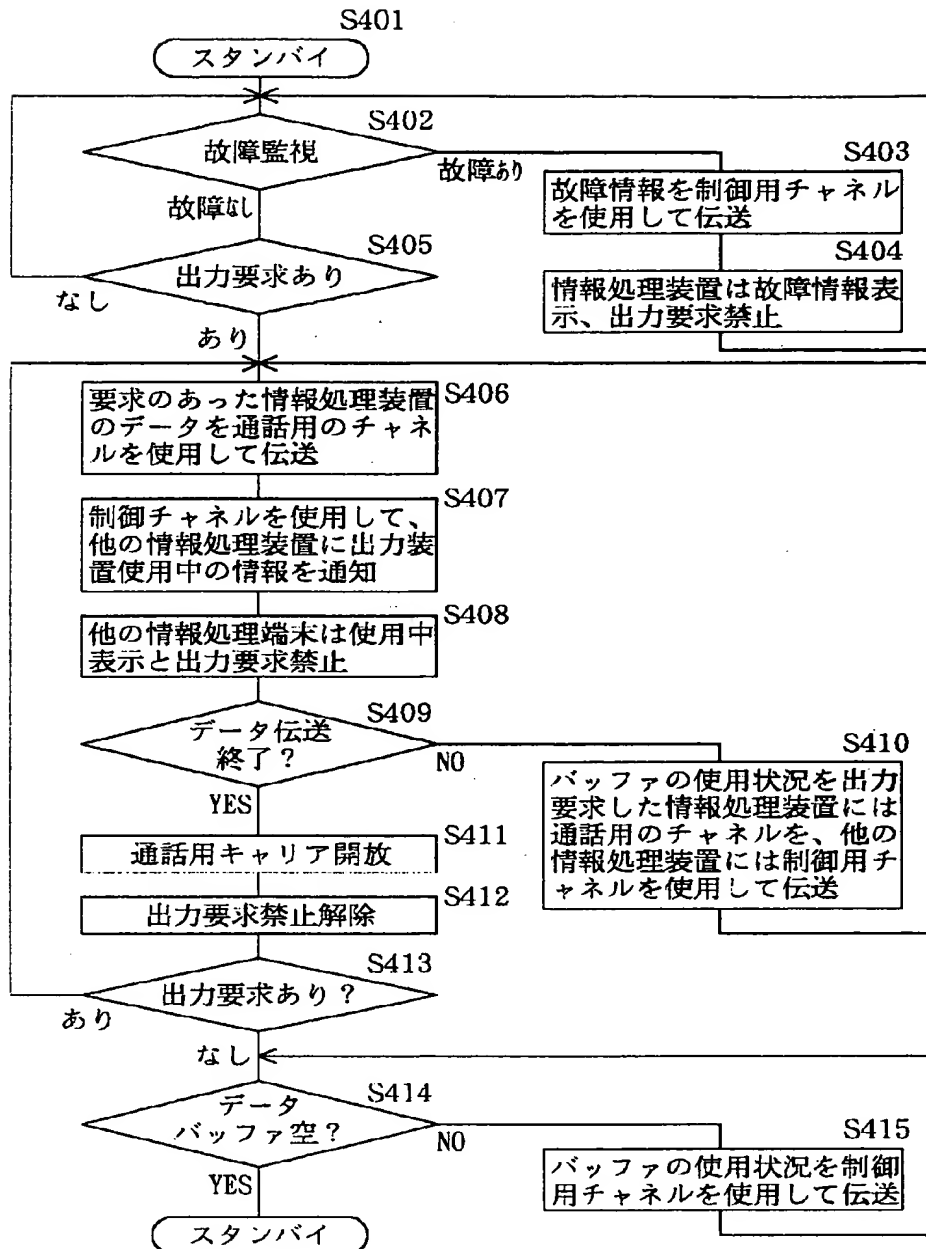 S401
スタンバイ
S402
故障監視
故障あり
故障なし
S403
故障情報を制御用チャネル
を使用して伝送
S404
情報処理装置は故障情報表
示、出力要求禁止
S405
出力要求あり
なし
あり
S406
要求のあった情報処理装置
のデータを通話用のチャネ
ルを使用して伝送
S407
制御チャネルを使用して、
他の情報処理装置に出力装
置使用中の情報を通知
S408
他の情報処理端末は使用中
表示と出力要求禁止
S409
データ伝送
終了?
NO
YES
S410
バッファの使用状況を出力
要求した情報処理装置には
通話用のチャネルを、他の
情報処理装置には制御用チ
ャネルを使用して伝送
S411
通話用キャリア開放
S412
出力要求禁止解除
S413
出力要求あり?
あり
なし
S414
データ
バッファ空?
NO
YES
S415
バッファの使用状況を制御
用チャネルを使用して伝送
スタンバイ